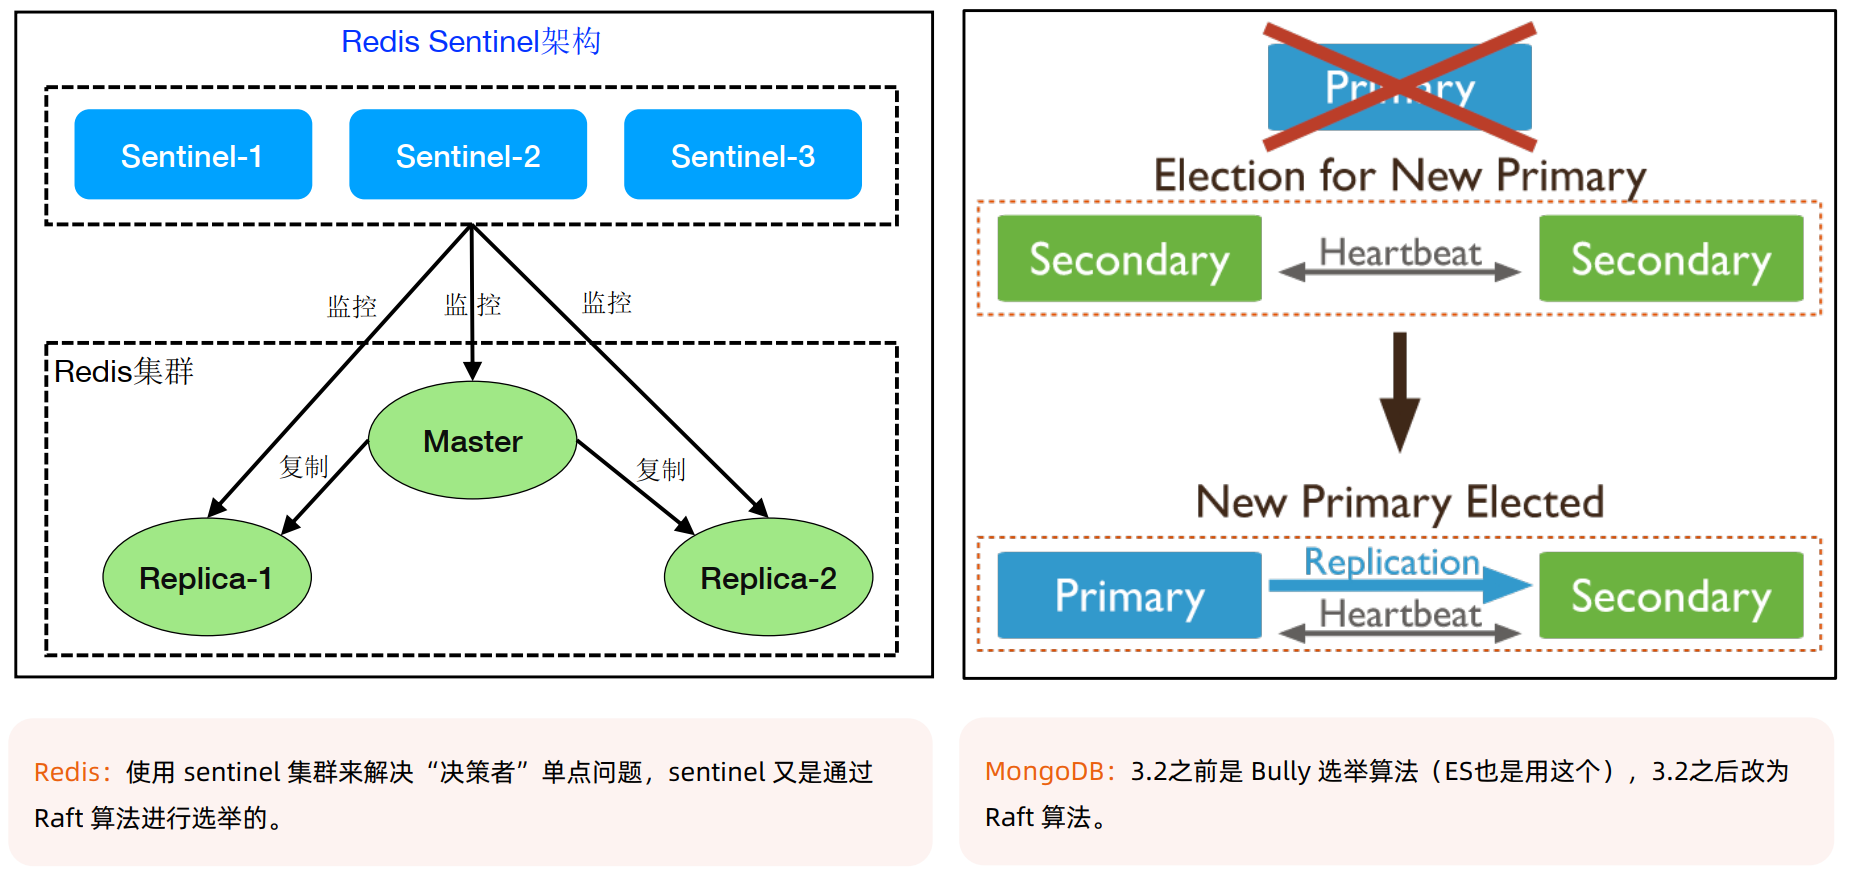 Redis Sentinel架构
Sentinel-1
Sentinel-2
Sentinel-3
监控
监控
监控
Redis集群
Master
复制
复制
Replica-1
Replica-2
Redis：使用 sentinel 集群来解决“决策者”单点问题，sentinel 又是通过
Raft 算法进行选举的。
Primary
Election for New Primary
Secondary
Heartbeat
Secondary
New Primary Elected
Primary
Replication
Heartbeat
Secondary
MongoDB：3.2之前是 Bully 选举算法（ES也是用这个），3.2之后改为
Raft 算法。